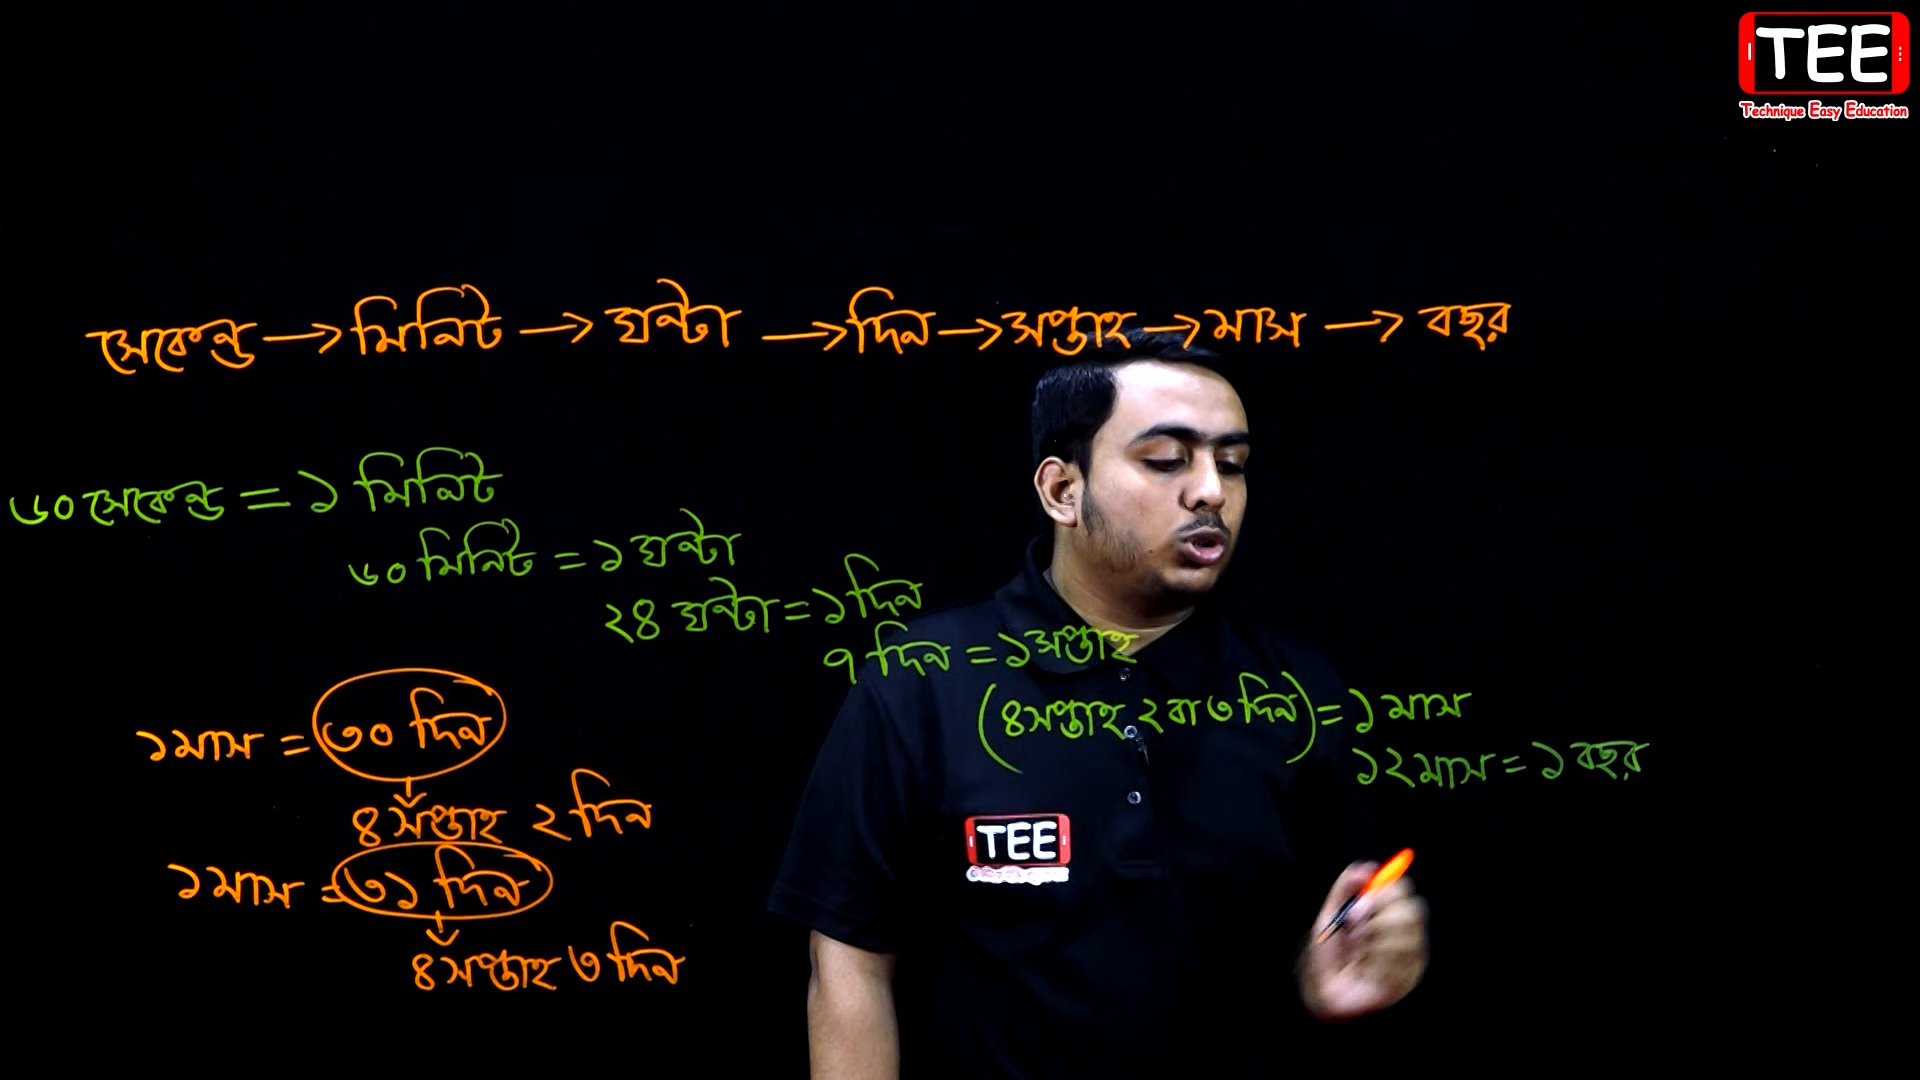 TEE
Technique Easy Education
সেকেন্ড → মিনিট → ঘন্টা → দিন → সপ্তাহ → মাস → বছর
৬০ সেকেন্ড = ১ মিনিট
৬০ মিনিট = ১ ঘন্টা
২৪ ঘন্টা = ১ দিন
৭ দিন = ১ সপ্তাহ
(৪ সপ্তাহ ২ বা ৩ দিন) = ১ মাস
১২ মাস = ১ বছর
১ মাস = ৩০ দিন
৪ সপ্তাহ ২ দিন
১ মাস = ৩১ দিন
৪ সপ্তাহ ৩ দিন
TEE